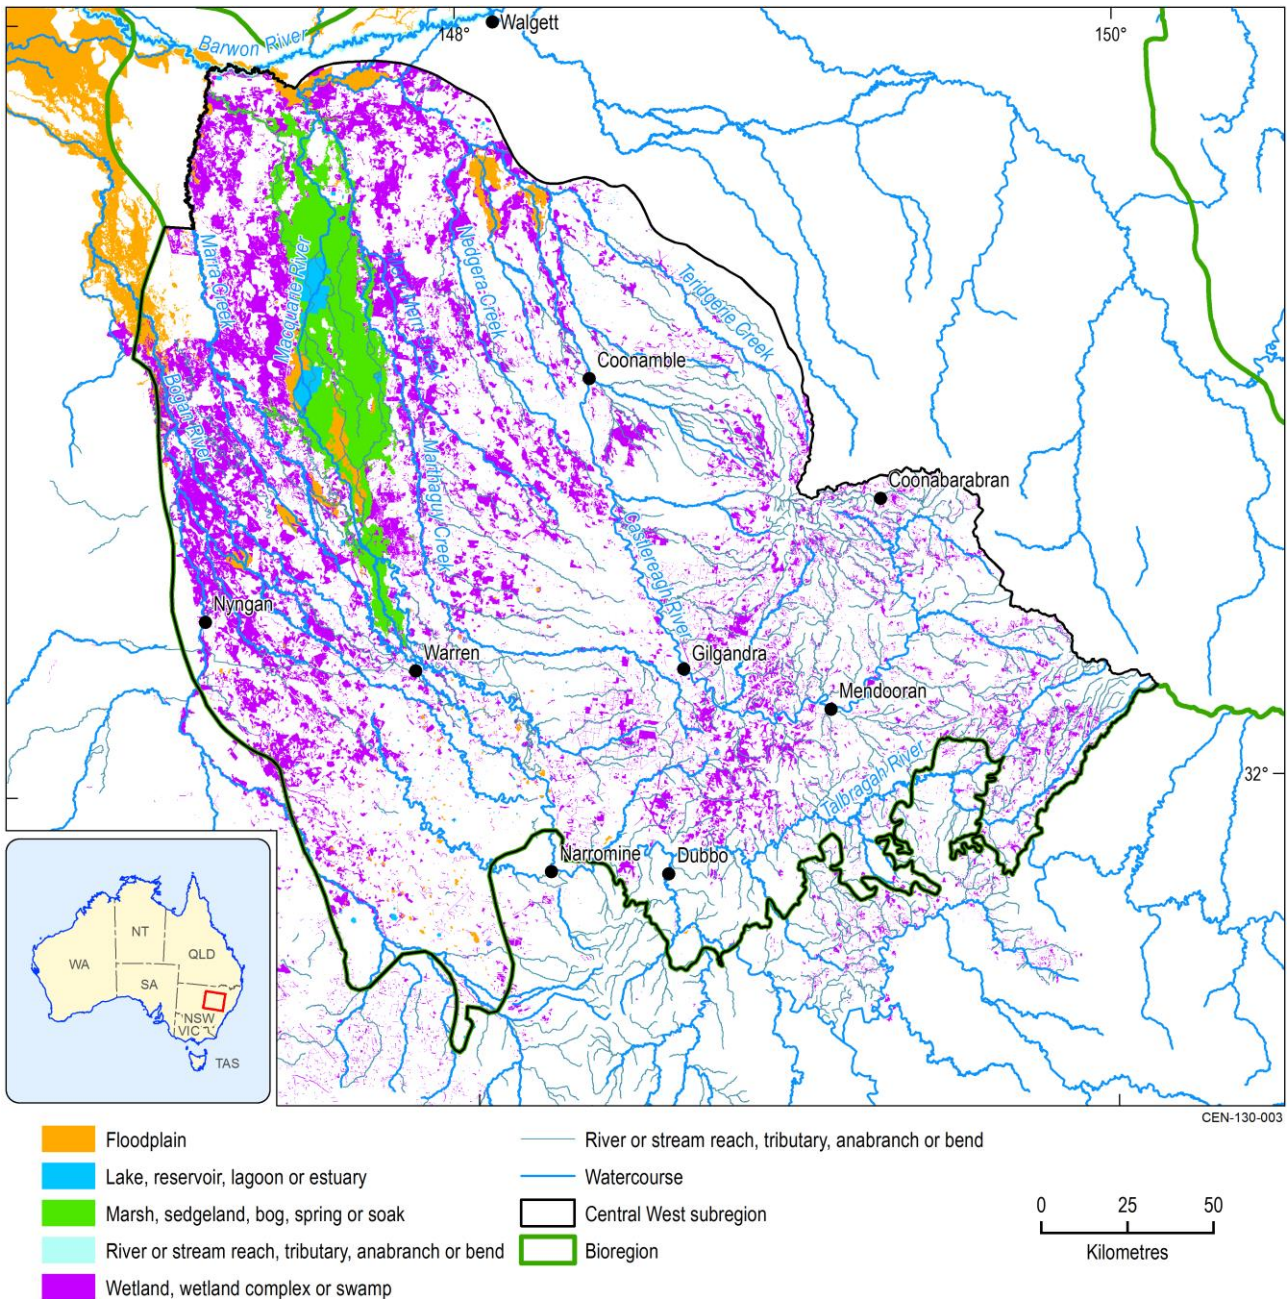 Walgett
148°
150°
Barwon River
Marra Creek
Macquarie River
Nedgera Creek
Teridgerie Creek
Coonamble
Bogan River
Marthaguy Creek
Castlereagh River
Coonabarabran
Nyngan
Warren
Gilgandra
Mendooran
32°
Talbragar River
Narromine
Dubbo
NT
WA
QLD
SA
NSW
VIC
TAS
CEN-130-003
Floodplain
Lake, reservoir, lagoon or estuary
Marsh, sedgeland, bog, spring or soak
River or stream reach, tributary, anabranch or bend
Wetland, wetland complex or swamp
River or stream reach, tributary, anabranch or bend
Watercourse
Central West subregion
Bioregion
0 25 50
Kilometres